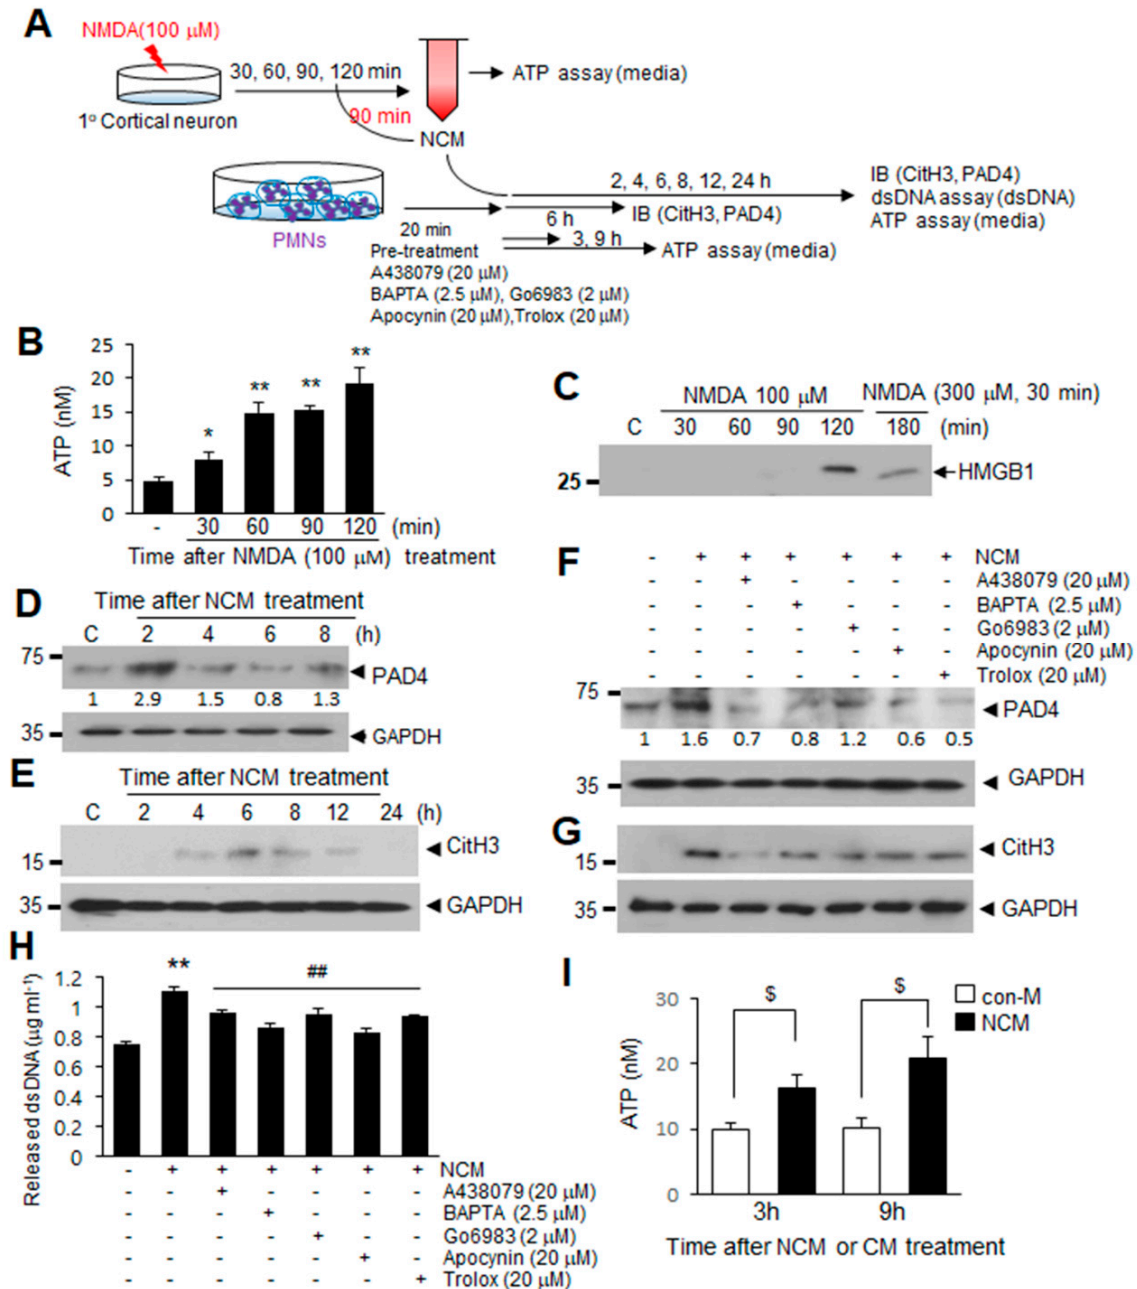 A
NMDA(100 μM)
30, 60, 90, 120 min
ATP assay (media)
1° Cortical neuron
90 min
NCM
2, 4, 6, 8, 12, 24 h
IB (CitH3, PAD4)
dsDNA assay (dsDNA)
ATP assay (media)
6 h
IB (CitH3, PAD4)
3, 9 h
ATP assay (media)
PMNs
20 min
Pre-treatment
A438079 (20 μM)
BAPTA (2.5 μM), Go6983 (2 μM)
Apocynin (20 μM),Trolox (20 μM)
B
ATP (nM)
25
20
15
10
5
0
* ** ** **
- 30 60 90 120 (min)
Time after NMDA (100 μM) treatment
C
NMDA 100 μM NMDA (300 μM, 30 min)
C 30 60 90 120 180 (min)
25 HMGB1
D
Time after NCM treatment
C 2 4 6 8 (h)
75 PAD4
1 2.9 1.5 0.8 1.3
35 GAPDH
E
Time after NCM treatment
C 2 4 6 8 12 24 (h)
15 CitH3
35 GAPDH
F
- + + + + + + NCM
- - + - - - - A438079 (20 μM)
- - - + - - - BAPTA (2.5 μM)
- - - - + - - Go6983 (2 μM)
- - - - - + - Apocynin (20 μM)
- - - - - - + Trolox (20 μM)
75 PAD4
1 1.6 0.7 0.8 1.2 0.6 0.5
35 GAPDH
G
15 CitH3
35 GAPDH
H
Released dsDNA (μg ml-1)
1.2
1
0.8
0.6
0.4
0.2
0
** ##
- + + + + + + NCM
- - + - - - - A438079 (20 μM)
- - - + - - - BAPTA (2.5 μM)
- - - - + - - Go6983 (2 μM)
- - - - - + - Apocynin (20 μM)
- - - - - - + Trolox (20 μM)
I
ATP (nM)
30
20
10
0
$ $
con-M
NCM
3h 9h
Time after NCM or CM treatment